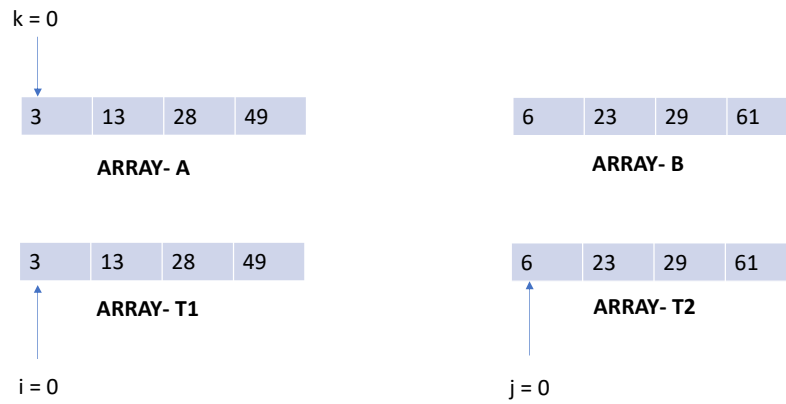 k = 0
3 13 28 49
6 23 29 61
ARRAY- A
ARRAY- B
3 13 28 49
6 23 29 61
ARRAY- T1
ARRAY- T2
i = 0
j = 0